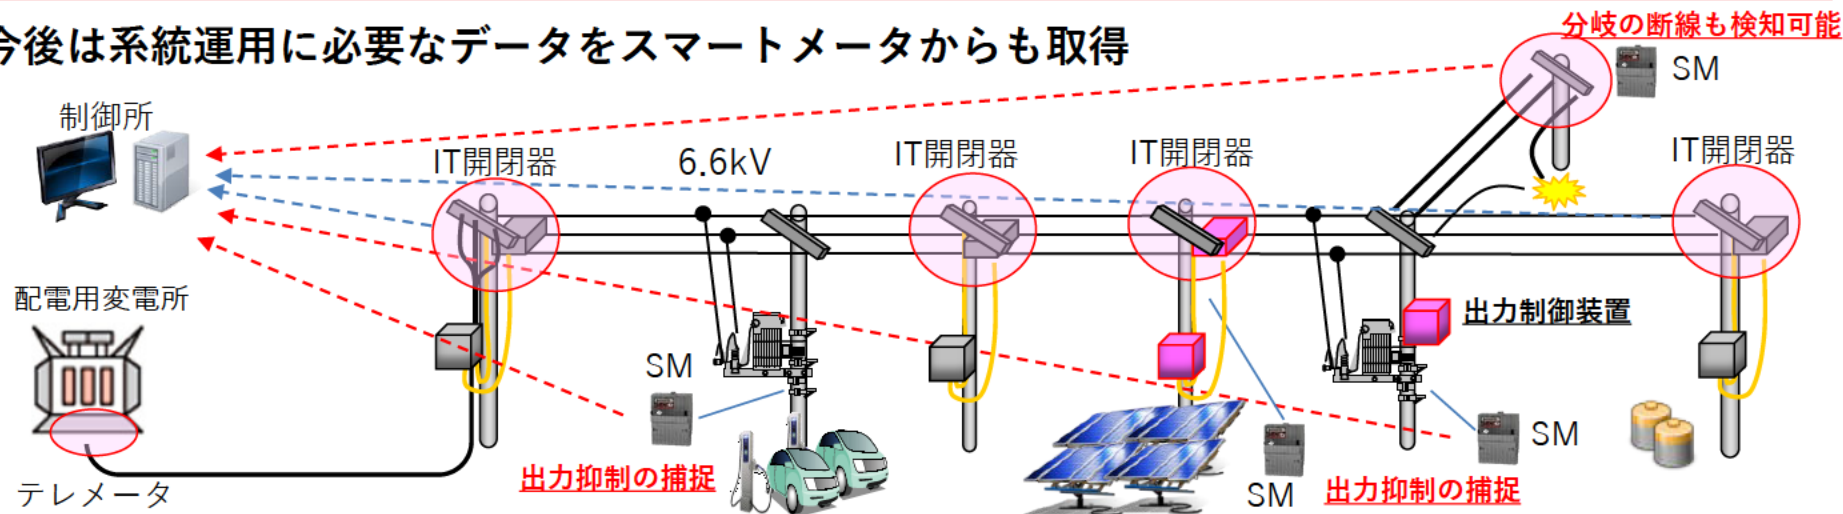 今後は系統運用に必要なデータをスマートメータからも取得
分岐の断線も検知可能
SM
制御所
IT開閉器
6.6kV
IT開閉器
IT開閉器
IT開閉器
配電用変電所
出力制御装置
SM
SM
出力抑制の捕捉
テレメータ
SM
出力抑制の捕捉